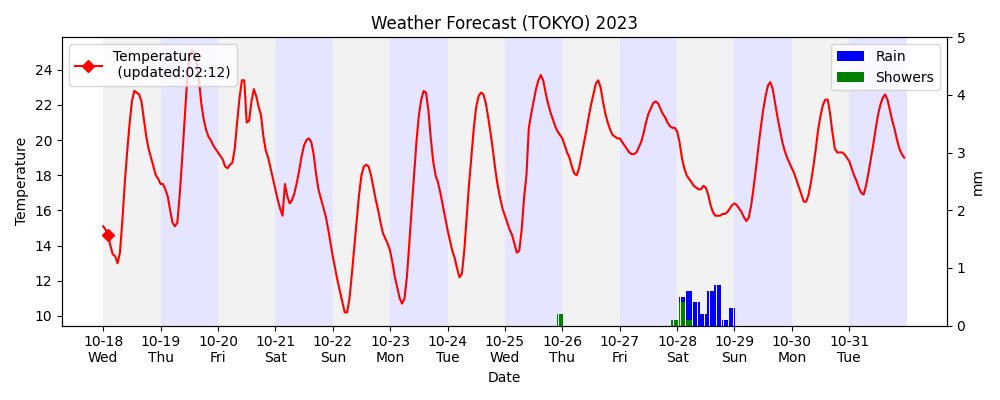 Weather Forecast (TOKYO) 2023
Temperature
(updated:02:12)
Rain
Showers
Temperature
24
22
20
18
16
14
12
10
5
4
3
2
1
0
mm
10-18 10-19 10-20 10-21 10-22 10-23 10-24 10-25 10-26 10-27 10-28 10-29 10-30 10-31
Wed Thu Fri Sat Sun Mon Tue Wed Thu Fri Sat Sun Mon Tue
Date